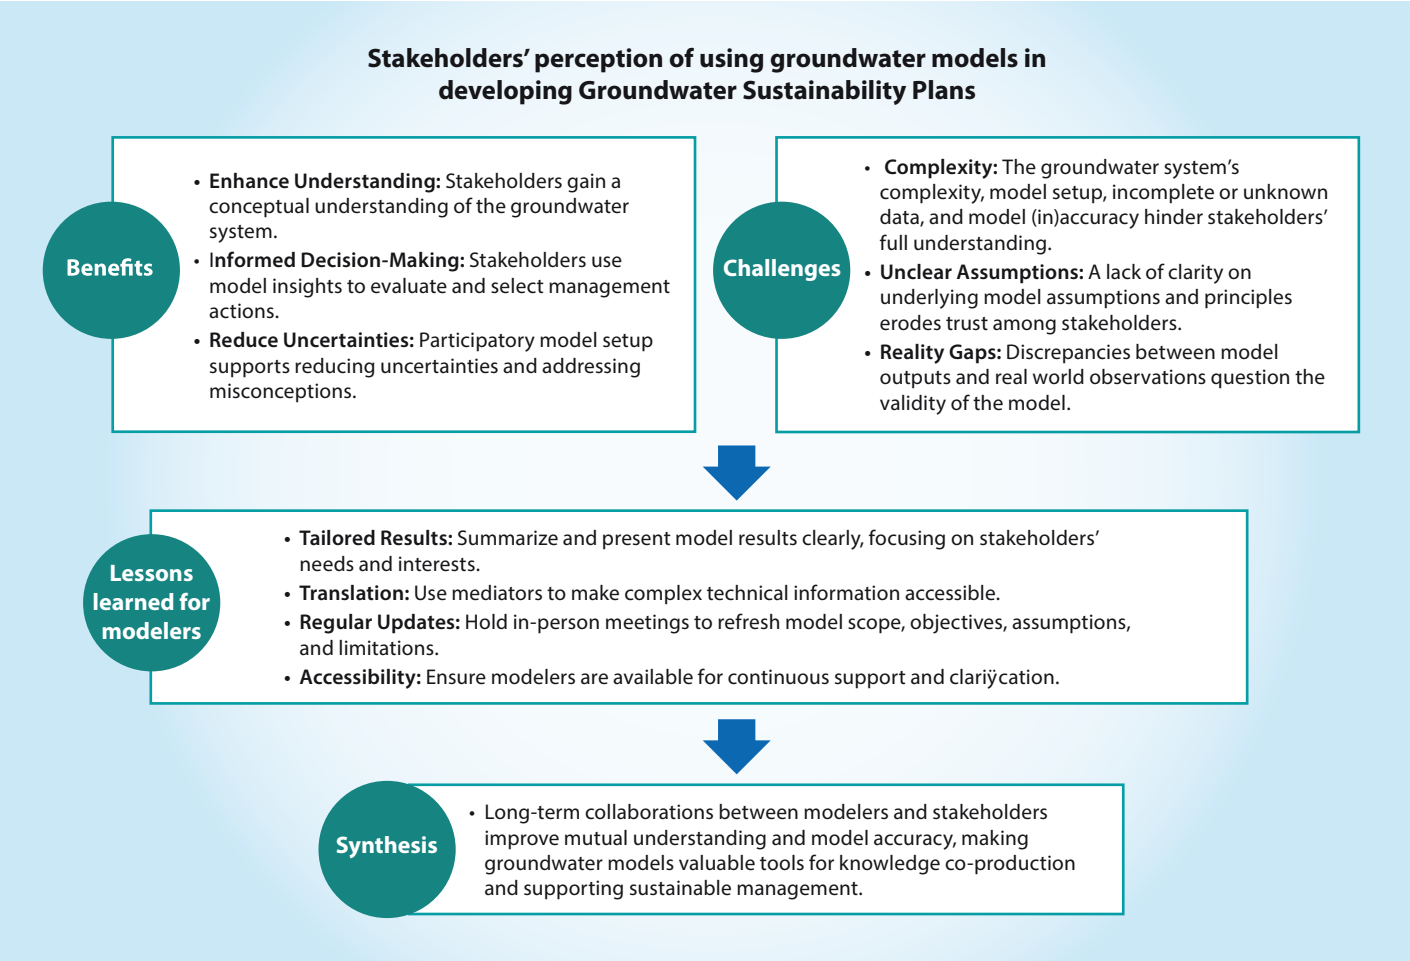 Stakeholders’ perception of using groundwater models in
developing Groundwater Sustainability Plans
Benefits
• Enhance Understanding: Stakeholders gain a
conceptual understanding of the groundwater
system.
• Informed Decision-Making: Stakeholders use
model insights to evaluate and select management
actions.
• Reduce Uncertainties: Participatory model setup
supports reducing uncertainties and addressing
misconceptions.
Challenges
• Complexity: The groundwater system’s
complexity, model setup, incomplete or unknown
data, and model (in)accuracy hinder stakeholders’
full understanding.
• Unclear Assumptions: A lack of clarity on
underlying model assumptions and principles
erodes trust among stakeholders.
• Reality Gaps: Discrepancies between model
outputs and real world observations question the
validity of the model.
Lessons
learned for
modelers
• Tailored Results: Summarize and present model results clearly, focusing on stakeholders’
needs and interests.
• Translation: Use mediators to make complex technical information accessible.
• Regular Updates: Hold in-person meetings to refresh model scope, objectives, assumptions,
and limitations.
• Accessibility: Ensure modelers are available for continuous support and clariÿcation.
Synthesis
• Long-term collaborations between modelers and stakeholders
improve mutual understanding and model accuracy, making
groundwater models valuable tools for knowledge co-production
and supporting sustainable management.